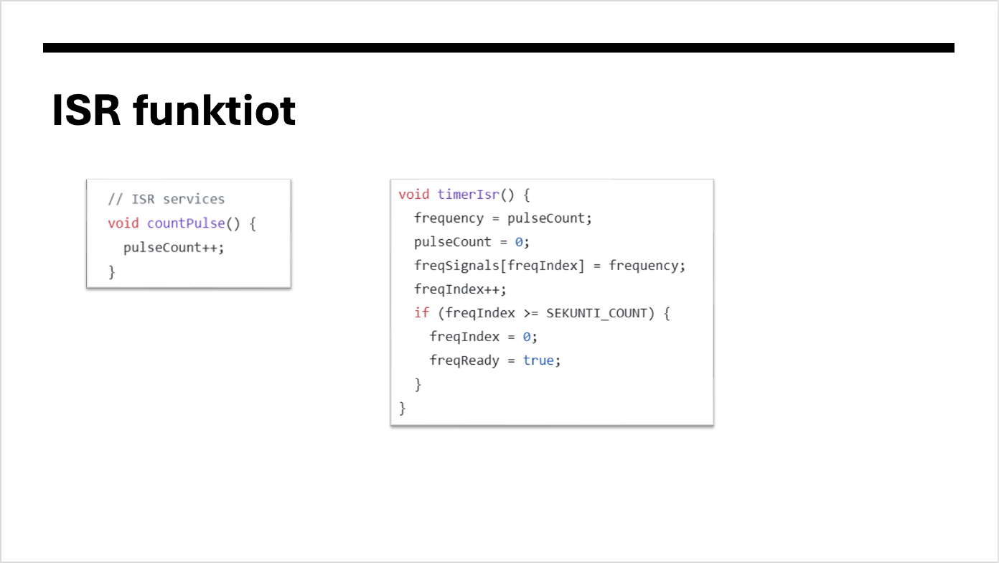 ISR funktiot
// ISR services
void countPulse() {
  pulseCount++;
}
void timerIsr() {
  frequency = pulseCount;
  pulseCount = 0;
  freqSignals[freqIndex] = frequency;
  freqIndex++;
  if (freqIndex >= SEKUNTI_COUNT) {
    freqIndex = 0;
    freqReady = true;
  }
}